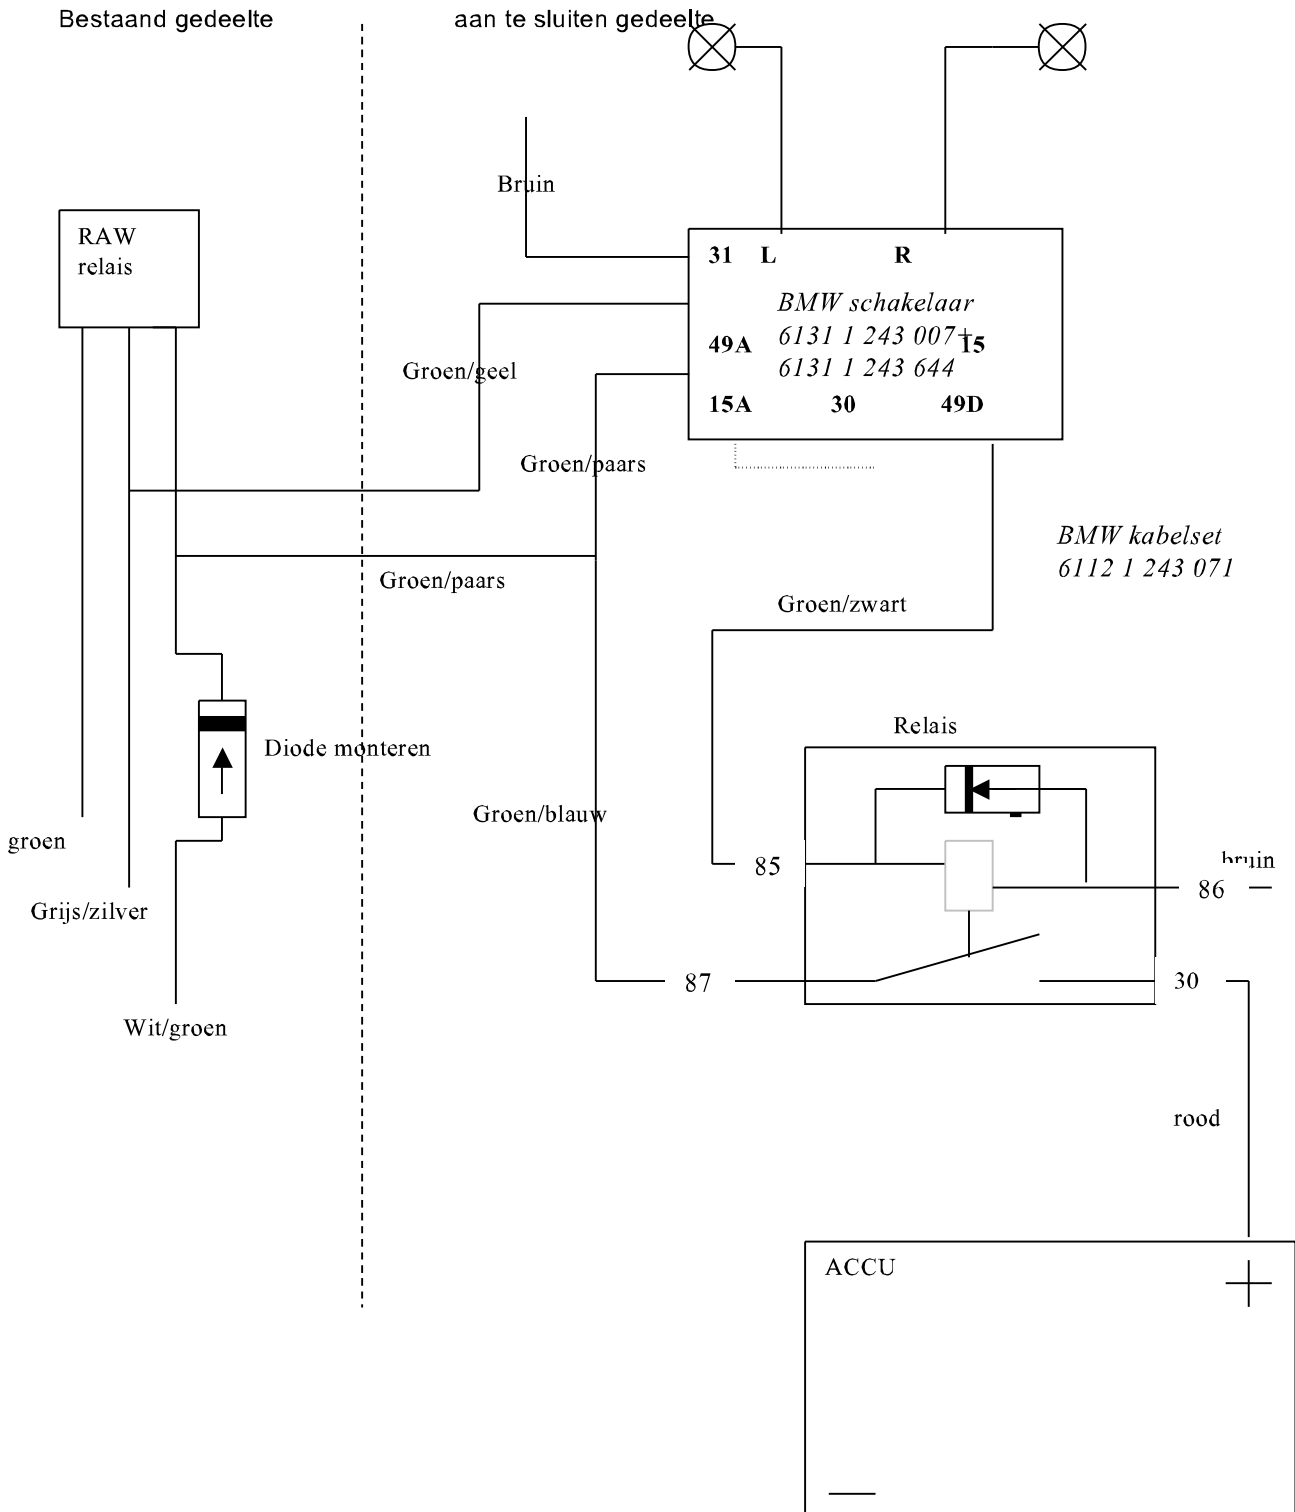 Bestaand gedeelte
aan te sluiten gedeelte
Bruin
RAW
relais
31 L R
BMW schakelaar
6131 1 243 007+
49A 15
6131 1 243 644
15A 30 49D
Groen/geel
Groen/paars
BMW kabelset
6112 1 243 071
Groen/paars
Groen/zwart
Relais
Diode monteren
Groen/blauw
groen
85
bruin
86
Grijs/zilver
87
30
Wit/groen
rood
ACCU